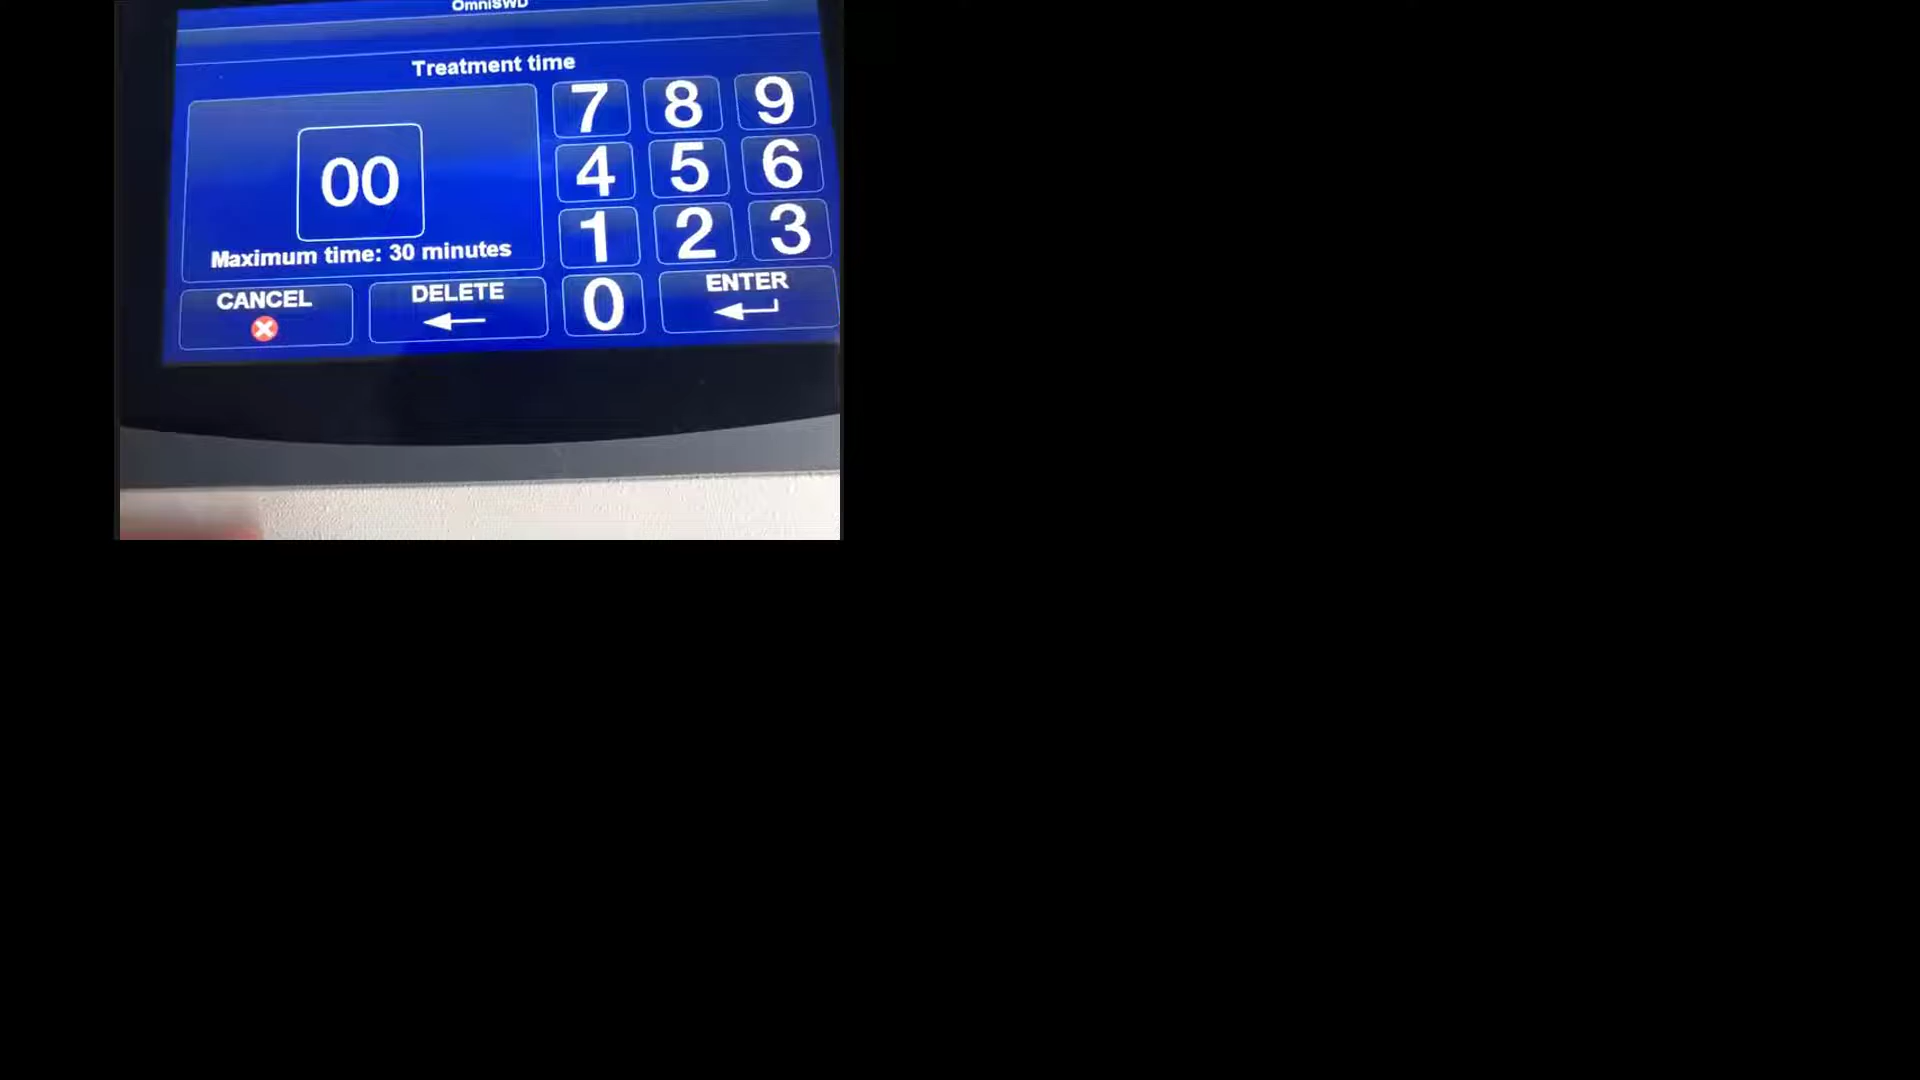 OmniSWD
Treatment time
7 8 9
00
4 5 6
1 2 3
Maximum time: 30 minutes
CANCEL
DELETE
0
ENTER